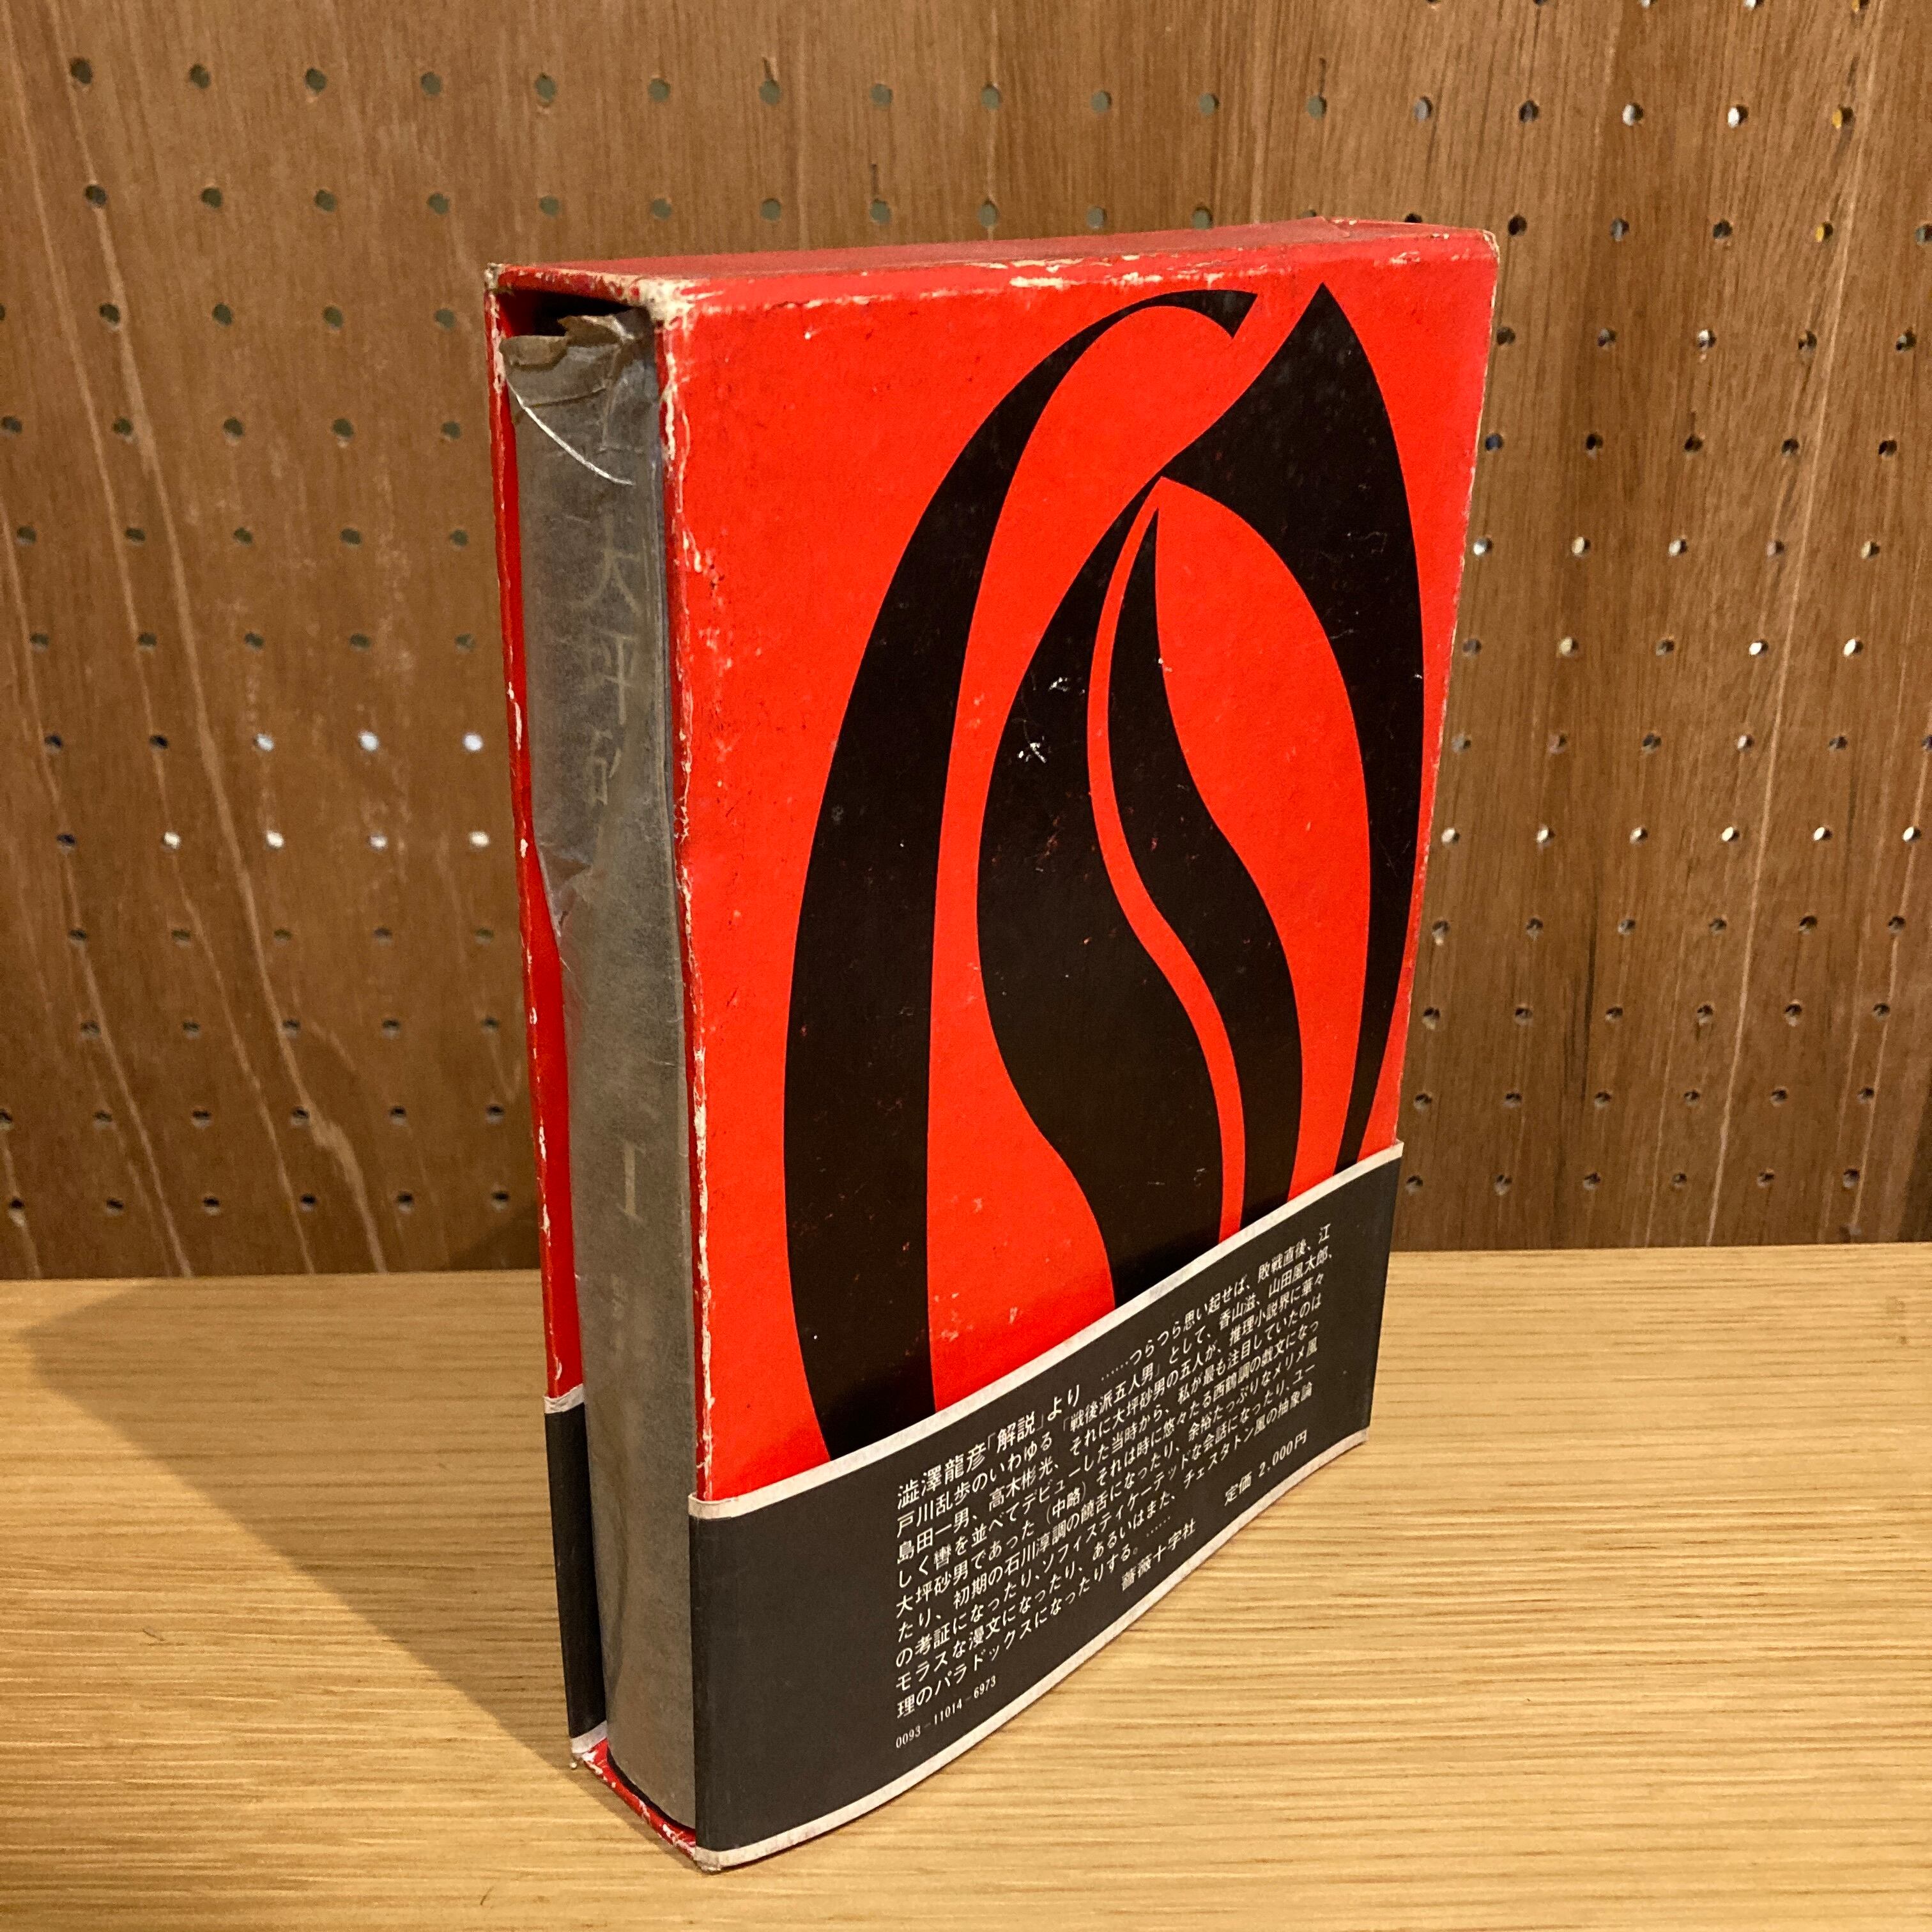 大坪砂
I
澁澤龍彦「解説」より　……つらつら思い起せば、敗戦直後、江
戸川乱歩のいわゆる「戦後派五人男」として、香山滋、山田風太郎、
島田一男、高木彬光、それに大坪砂男の五人が、推理小説界に華々
しく轡を並べてデビューした当時から、私が最も注目していたのは
大坪砂男であった（中略）それは時に悠々たる西鶴調の戯文になっ
たり、初期の石川淳調の饒舌になったり、余裕たっぷりなメリメ風
の考証になったり、ソフィスティケーテッドな会話になったり、ユー
モラスな漫文になったり、あるいはまた、チェスタトン風の抽象論
理のパラドックスになったりする。……
薔薇十字社
定価 2,000円
0093-11014-6973